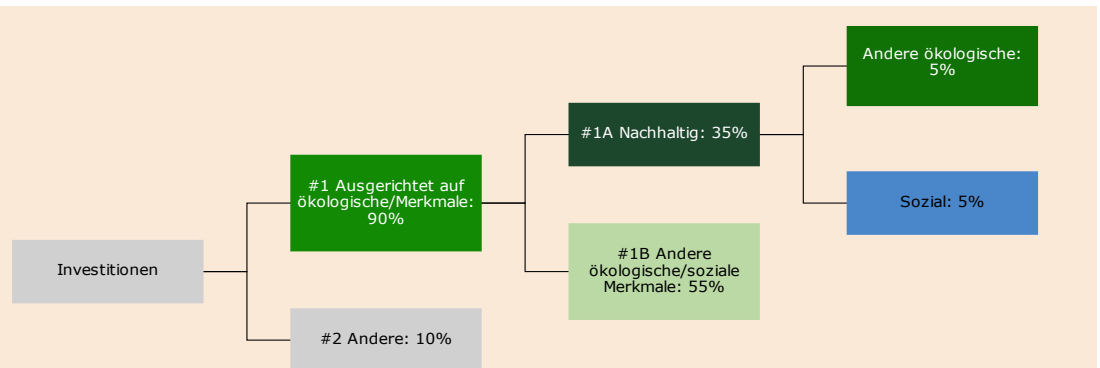 Andere ökologische:
5%
#1A Nachhaltig: 35%
#1 Ausgerichtet auf
ökologische/Merkmale:
90%
Sozial: 5%
#1B Andere
ökologische/soziale
Merkmale: 55%
Investitionen
#2 Andere: 10%